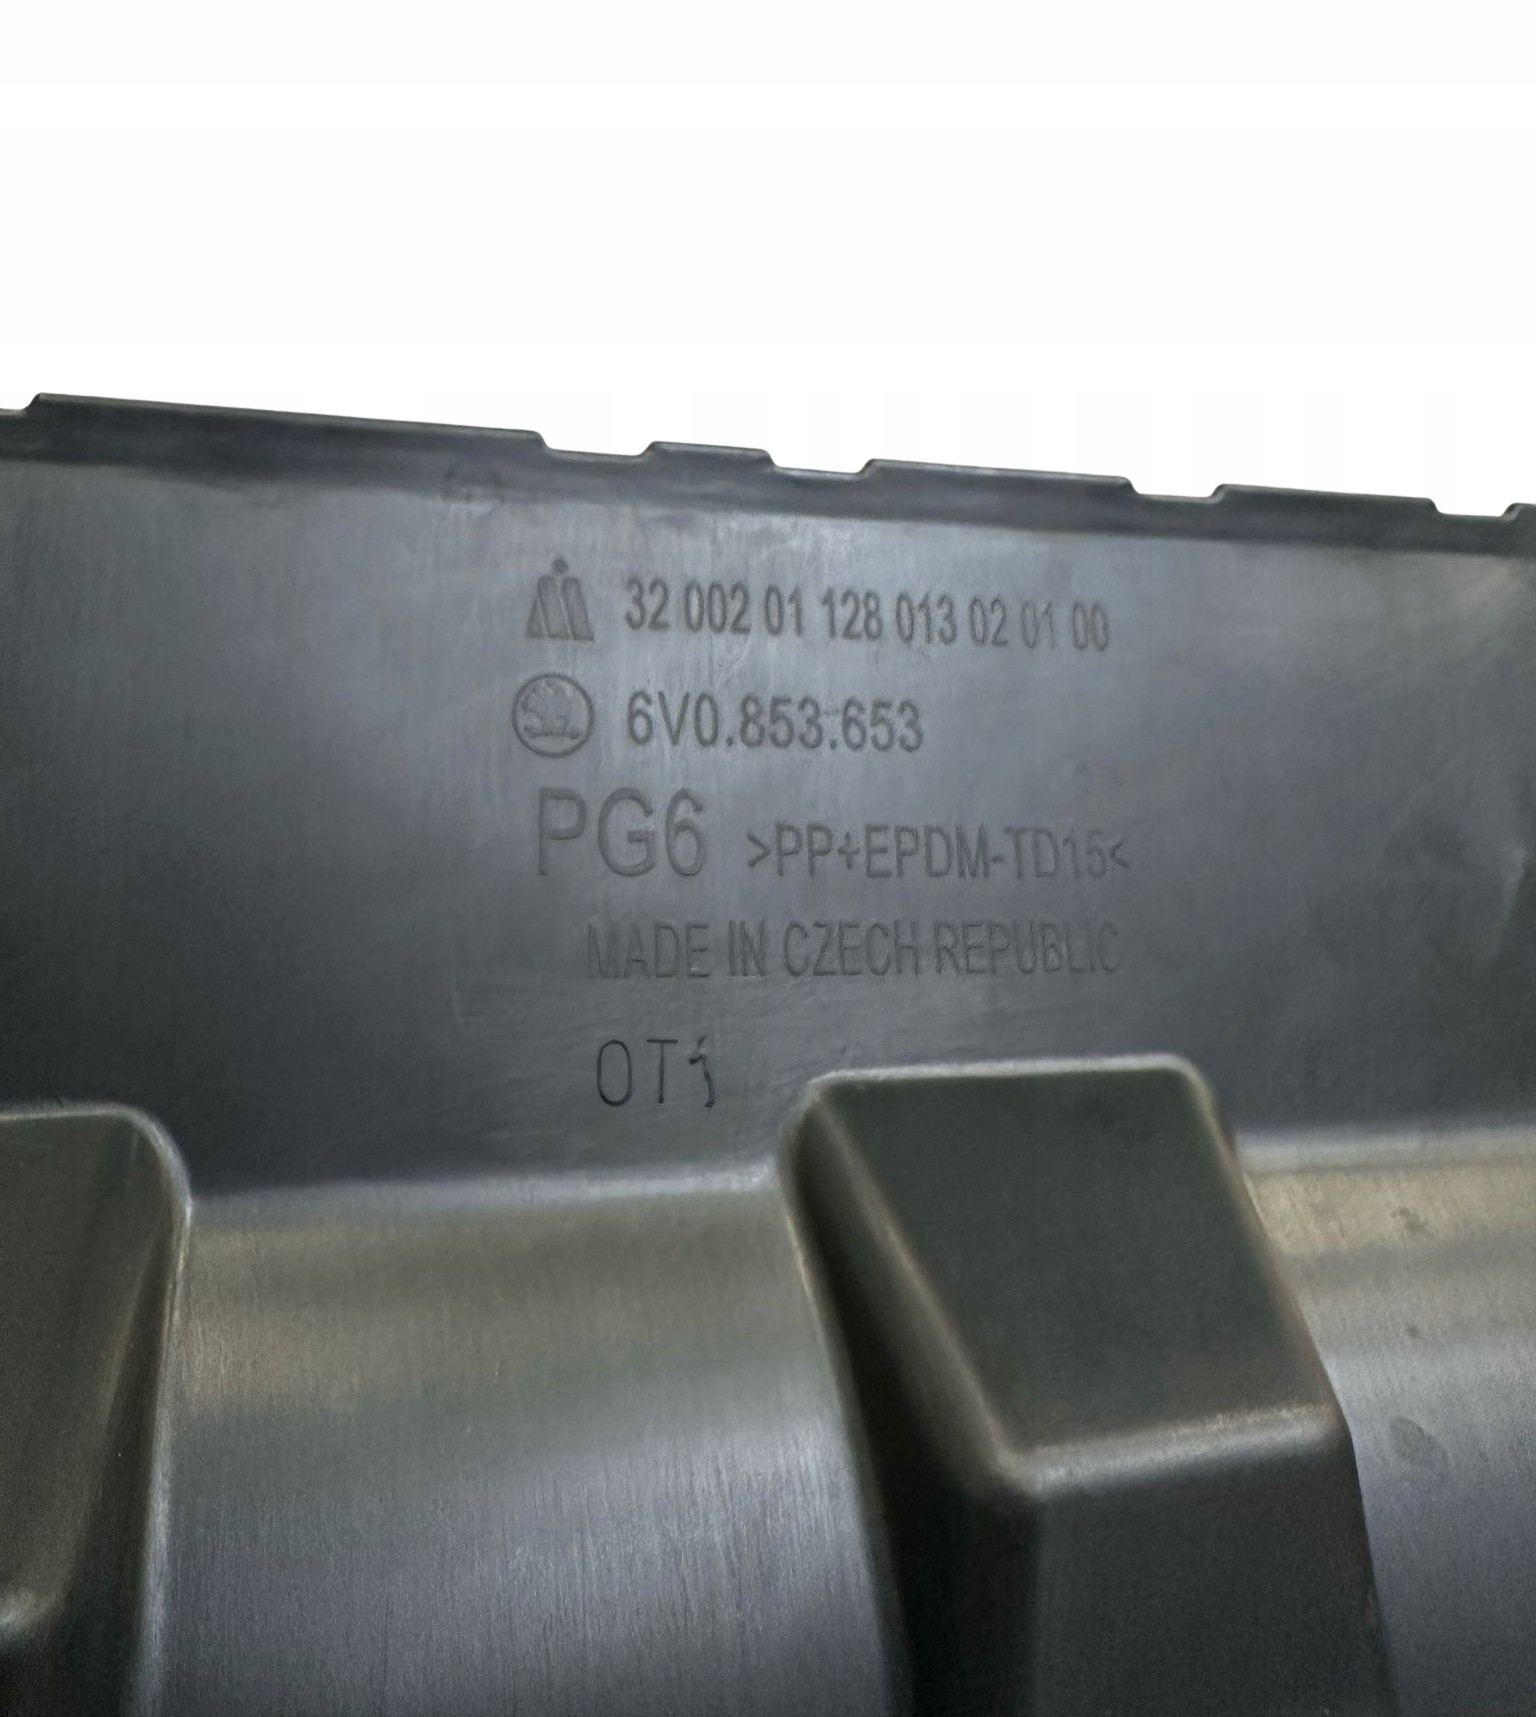 32 002 01 128 013 02 01 00
6V0.853.653
PG6 >PP+EPDM-TD15<
MADE IN CZECH REPUBLIC
OT1